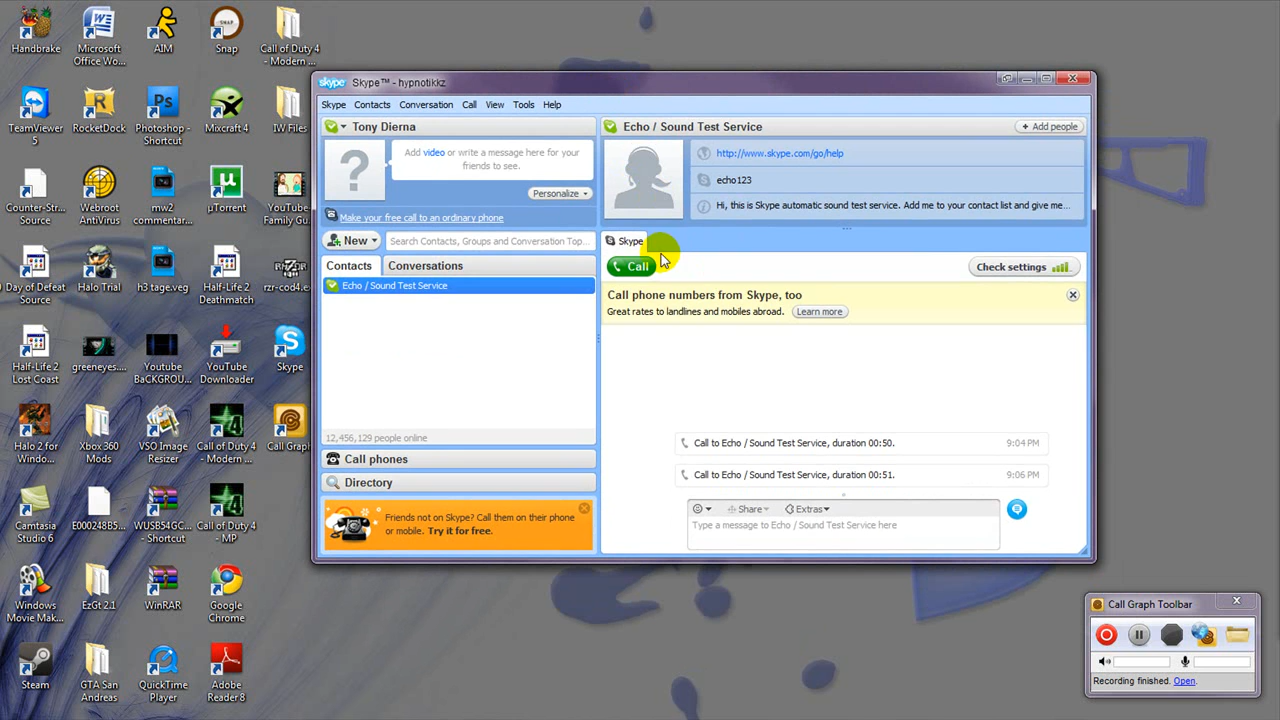 Handbrake
Microsoft Office Wo...
AIM
Snap
Call of Duty 4 - Modern ...
TeamViewer 5
RocketDock
Photoshop - Shortcut
Mixcraft 4
IW Files
Counter-Str... Source
Webroot AntiVirus
mw2 commentar...
µTorrent
YouTube Family Gu...
Day of Defeat Source
Halo Trial
h3 tage.veg
Half-Life 2 Deathmatch
rzr-cod4.e...
Half-Life 2 Lost Coast
greeneyes....
Youtube BaCKGROU...
YouTube Downloader
Skype
Halo 2 for Windo...
Xbox 360 Mods
VSO Image Resizer
Call of Duty 4 - Modern ...
Call Graph
Camtasia Studio 6
E000248B5...
WUSB54GC... - Shortcut
Call of Duty 4 - MP
Windows Movie Mak...
EzGt 2.1
WinRAR
Google Chrome
Steam
GTA San Andreas
QuickTime Player
Adobe Reader 8
skype Skype™ - hypnotikkz
Skype Contacts Conversation Call View Tools Help
Tony Dierna
Add video or write a message here for your
friends to see.
Personalize
Make your free call to an ordinary phone
New
Search Contacts, Groups and Conversation Top...
Contacts Conversations
Echo / Sound Test Service
12,456,129 people online
Call phones
Directory
Friends not on Skype? Call them on their phone
or mobile. Try it for free.
Echo / Sound Test Service
+ Add people
http://www.skype.com/go/help
echo123
Hi, this is Skype automatic sound test service. Add me to your contact list and give me...
Skype
Call
Check settings
Call phone numbers from Skype, too
Great rates to landlines and mobiles abroad. Learn more
Call to Echo / Sound Test Service, duration 00:50. 9:04 PM
Call to Echo / Sound Test Service, duration 00:51. 9:06 PM
Share Extras
Type a message to Echo / Sound Test Service here
Call Graph Toolbar
Recording finished. Open.